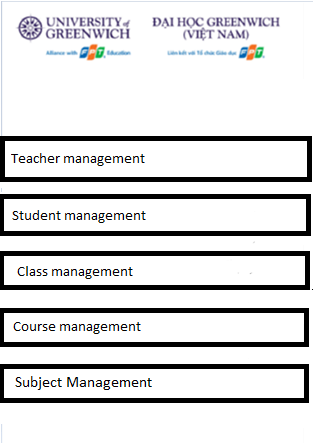 UNIVERSITY of
GREENWICH
Alliance with FPT Education
ĐẠI HỌC GREENWICH
(VIỆT NAM)
Liên kết với Tổ chức Giáo dục FPT
Teacher management
Student management
Class management
Course management
Subject Management